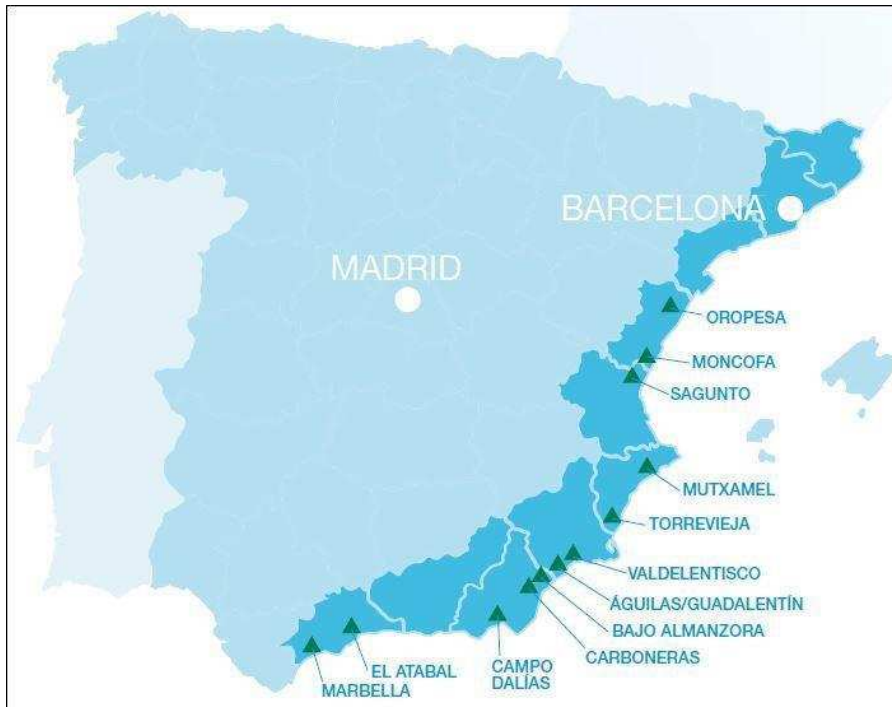 BARCELONA
MADRID
OROPESA
MONCOFA
SAGUNTO
MUTXAMEL
TORREVIEJA
VALDELENTISCO
ÁGUILAS/GUADALENTÍN
BAJO ALMANZORA
CARBONERAS
CAMPO
DALÍAS
EL ATABAL
MARBELLA